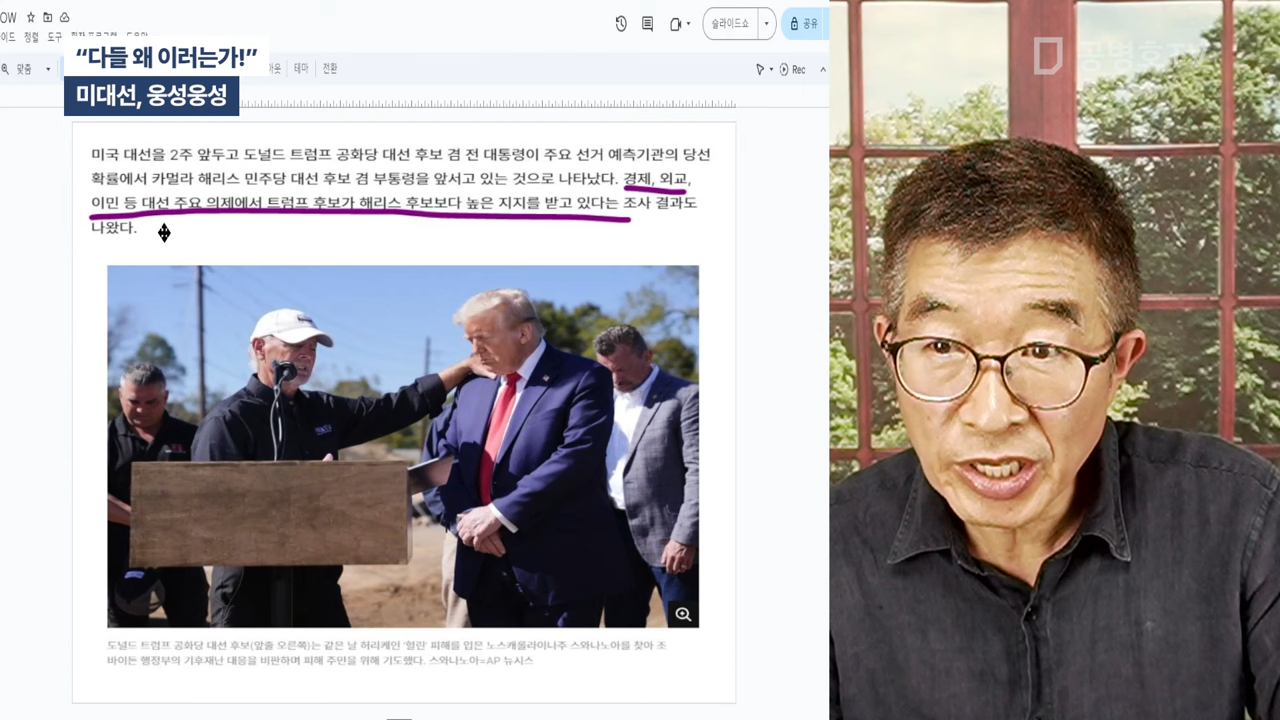 OW
정렬
도구
슬라이드쇼
공유
“다들 왜 이러는가!”
미대선, 웅성웅성
맞춤
테마
전환
Rec
공병호TV
미국 대선을 2주 앞두고 도널드 트럼프 공화당 대선 후보 겸 전 대통령이 주요 선거 예측기관의 당선
확률에서 카멀라 해리스 민주당 대선 후보 겸 부통령을 앞서고 있는 것으로 나타났다. 경제, 외교,
이민 등 대선 주요 의제에서 트럼프 후보가 해리스 후보보다 높은 지지를 받고 있다는 조사 결과도
나왔다.
도널드 트럼프 공화당 대선 후보(앞줄 오른쪽)는 같은 날 허리케인 '헐린' 피해를 입은 노스캐롤라이나주 스와나노아를 찾아 조
바이든 행정부의 기후재난 대응을 비판하며 피해 주민을 위해 기도했다. 스와나노아=AP 뉴시스